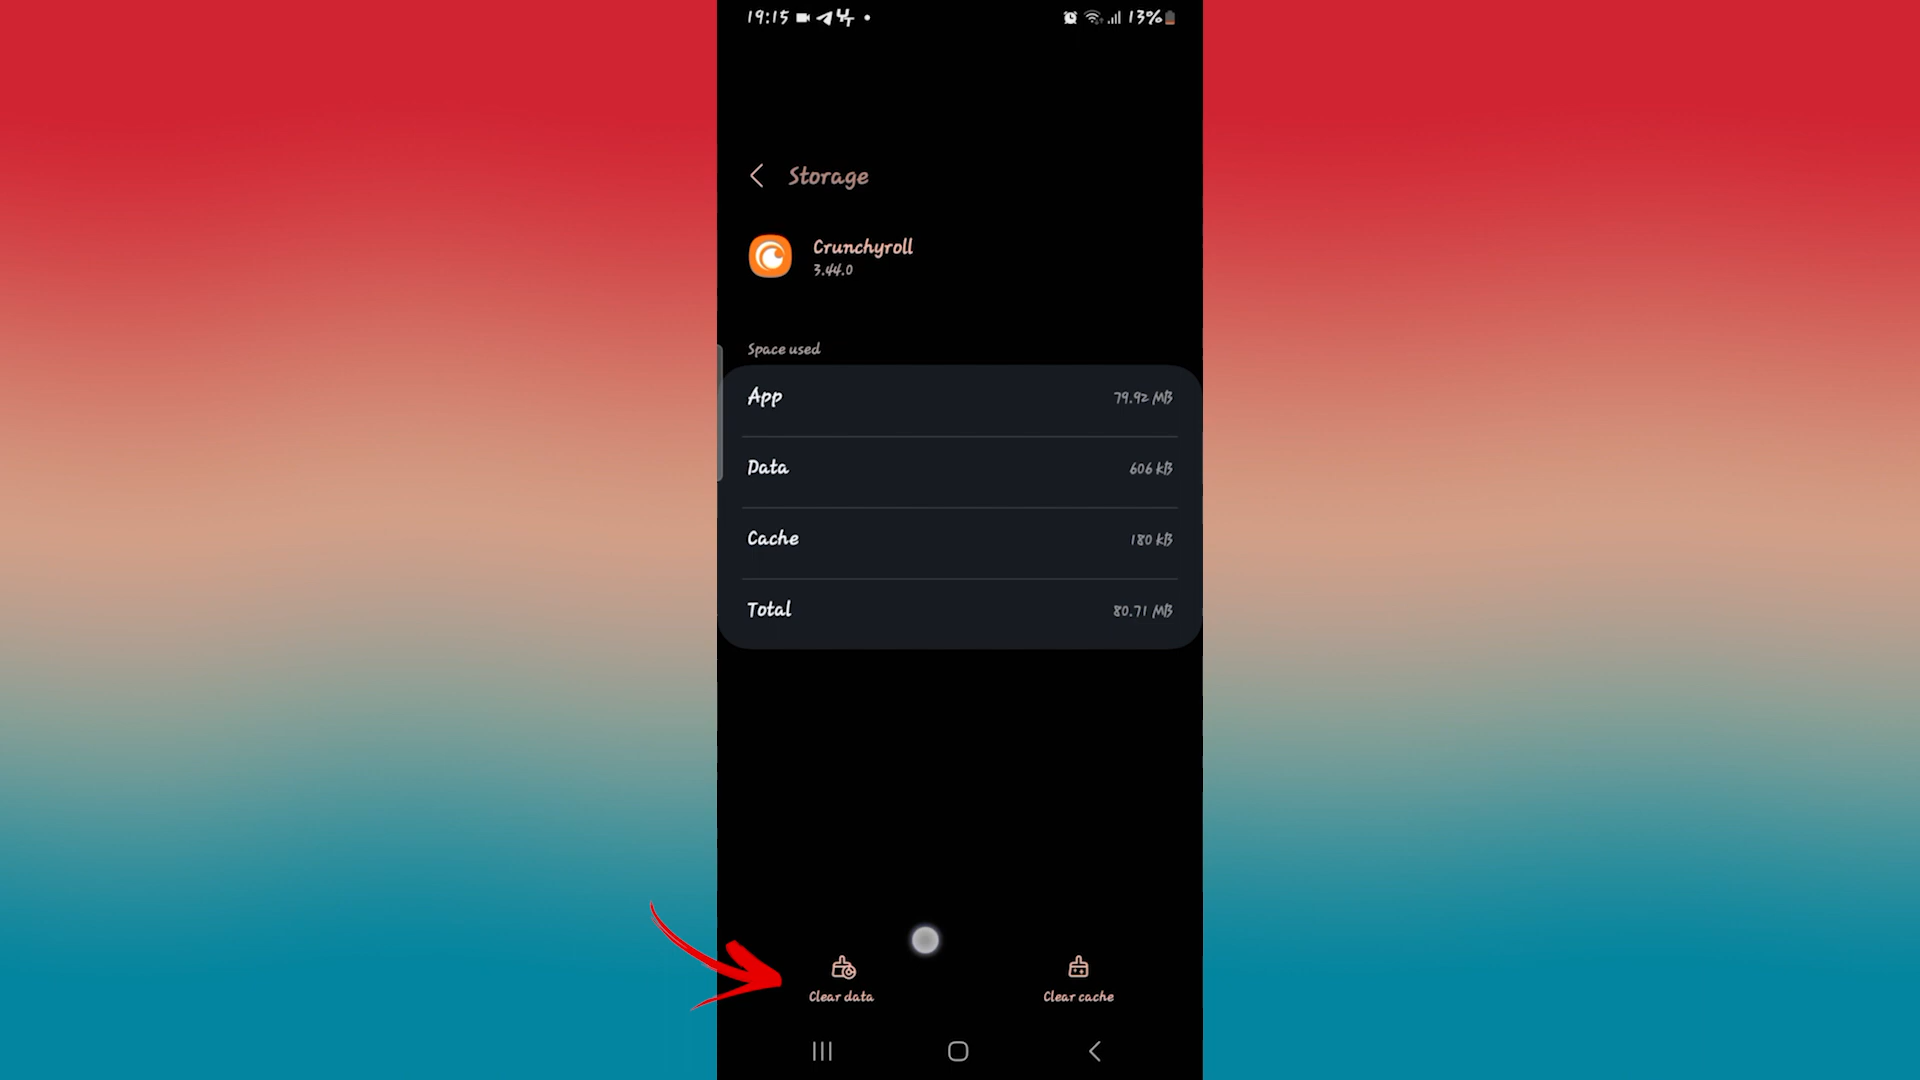 19:15 13%
Storage
Crunchyroll
3.44.0
Space used
App 79.92 MB
Data 606 kB
Cache 180 kB
Total 80.71 MB
Clear data Clear cache